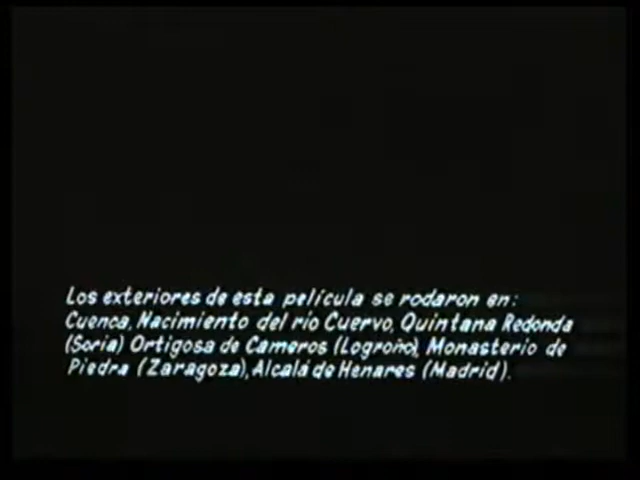 Los exteriores de esta película se rodaron en:
Cuenca, Nacimiento del río Cuervo, Quintana Redonda
(Soria) Ortigosa de Cameros (Logroño), Monasterio de
Piedra (Zaragoza), Alcalá de Henares (Madrid).